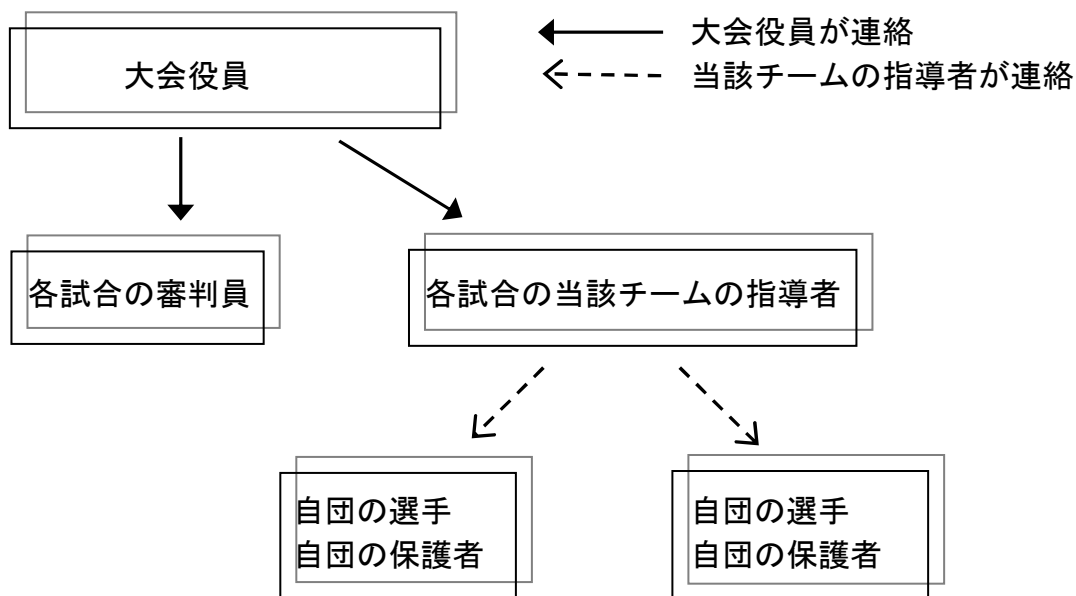 大会役員が連絡
大会役員
当該チームの指導者が連絡
各試合の審判員
各試合の当該チームの指導者
自団の選手
自団の保護者
自団の選手
自団の保護者